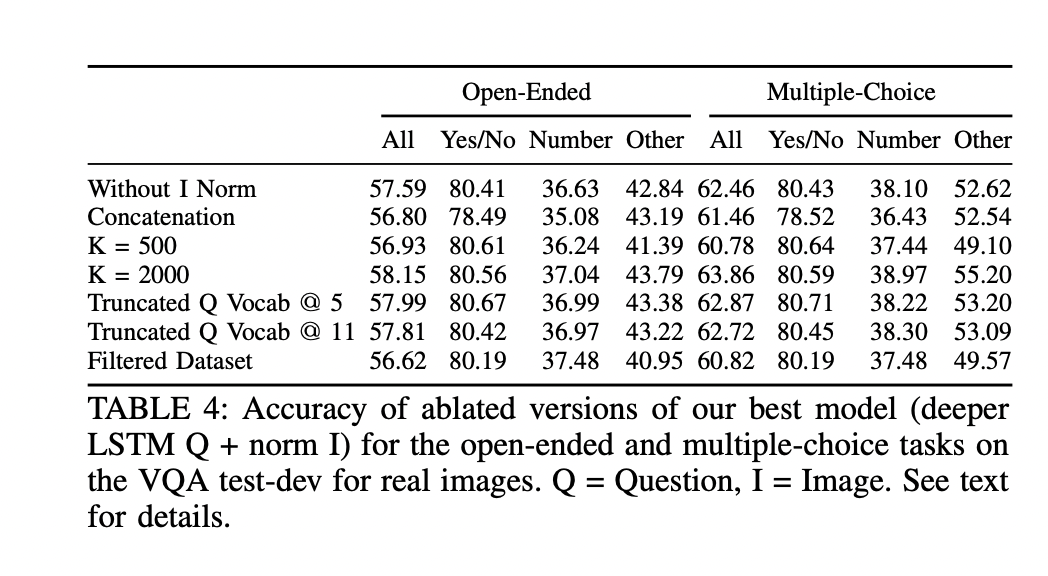 Open-Ended Multiple-Choice
All Yes/No Number Other All Yes/No Number Other
Without I Norm 57.59 80.41 36.63 42.84 62.46 80.43 38.10 52.62
Concatenation 56.80 78.49 35.08 43.19 61.46 78.52 36.43 52.54
K = 500 56.93 80.61 36.24 41.39 60.78 80.64 37.44 49.10
K = 2000 58.15 80.56 37.04 43.79 63.86 80.59 38.97 55.20
Truncated Q Vocab @ 5 57.99 80.67 36.99 43.38 62.87 80.71 38.22 53.20
Truncated Q Vocab @ 11 57.81 80.42 36.97 43.22 62.72 80.45 38.30 53.09
Filtered Dataset 56.62 80.19 37.48 40.95 60.82 80.19 37.48 49.57
TABLE 4: Accuracy of ablated versions of our best model (deeper
LSTM Q + norm I) for the open-ended and multiple-choice tasks on
the VQA test-dev for real images. Q = Question, I = Image. See text
for details.